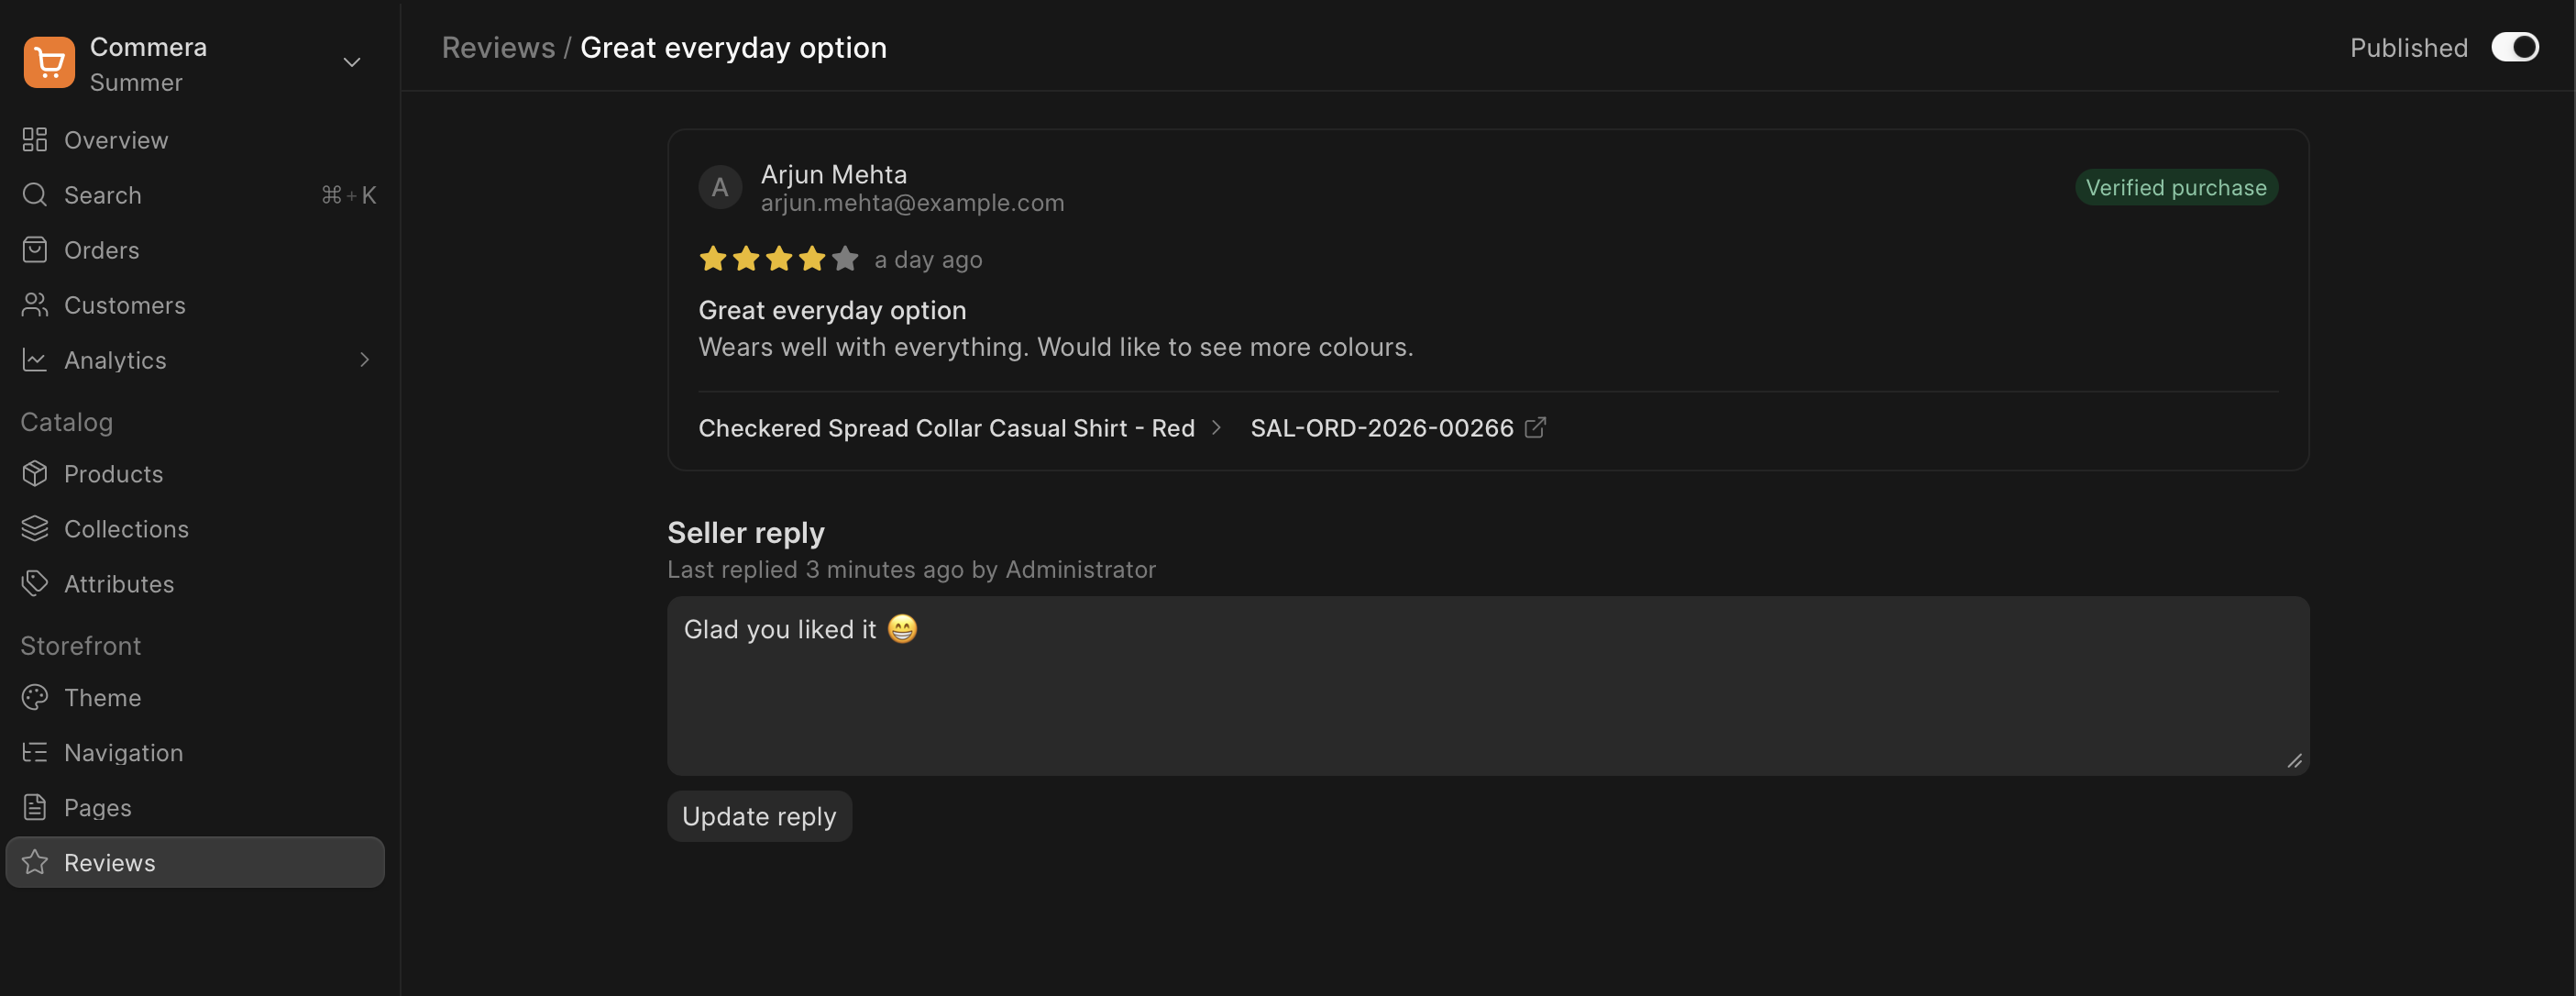 Commera
Summer
Overview
Search ⌘+K
Orders
Customers
Analytics
Catalog
Products
Collections
Attributes
Storefront
Theme
Navigation
Pages
Reviews
Reviews / Great everyday option
Published
A
Arjun Mehta
arjun.mehta@example.com
Verified purchase
a day ago
Great everyday option
Wears well with everything. Would like to see more colours.
Checkered Spread Collar Casual Shirt - Red
SAL-ORD-2026-00266
Seller reply
Last replied 3 minutes ago by Administrator
Glad you liked it 😁
Update reply